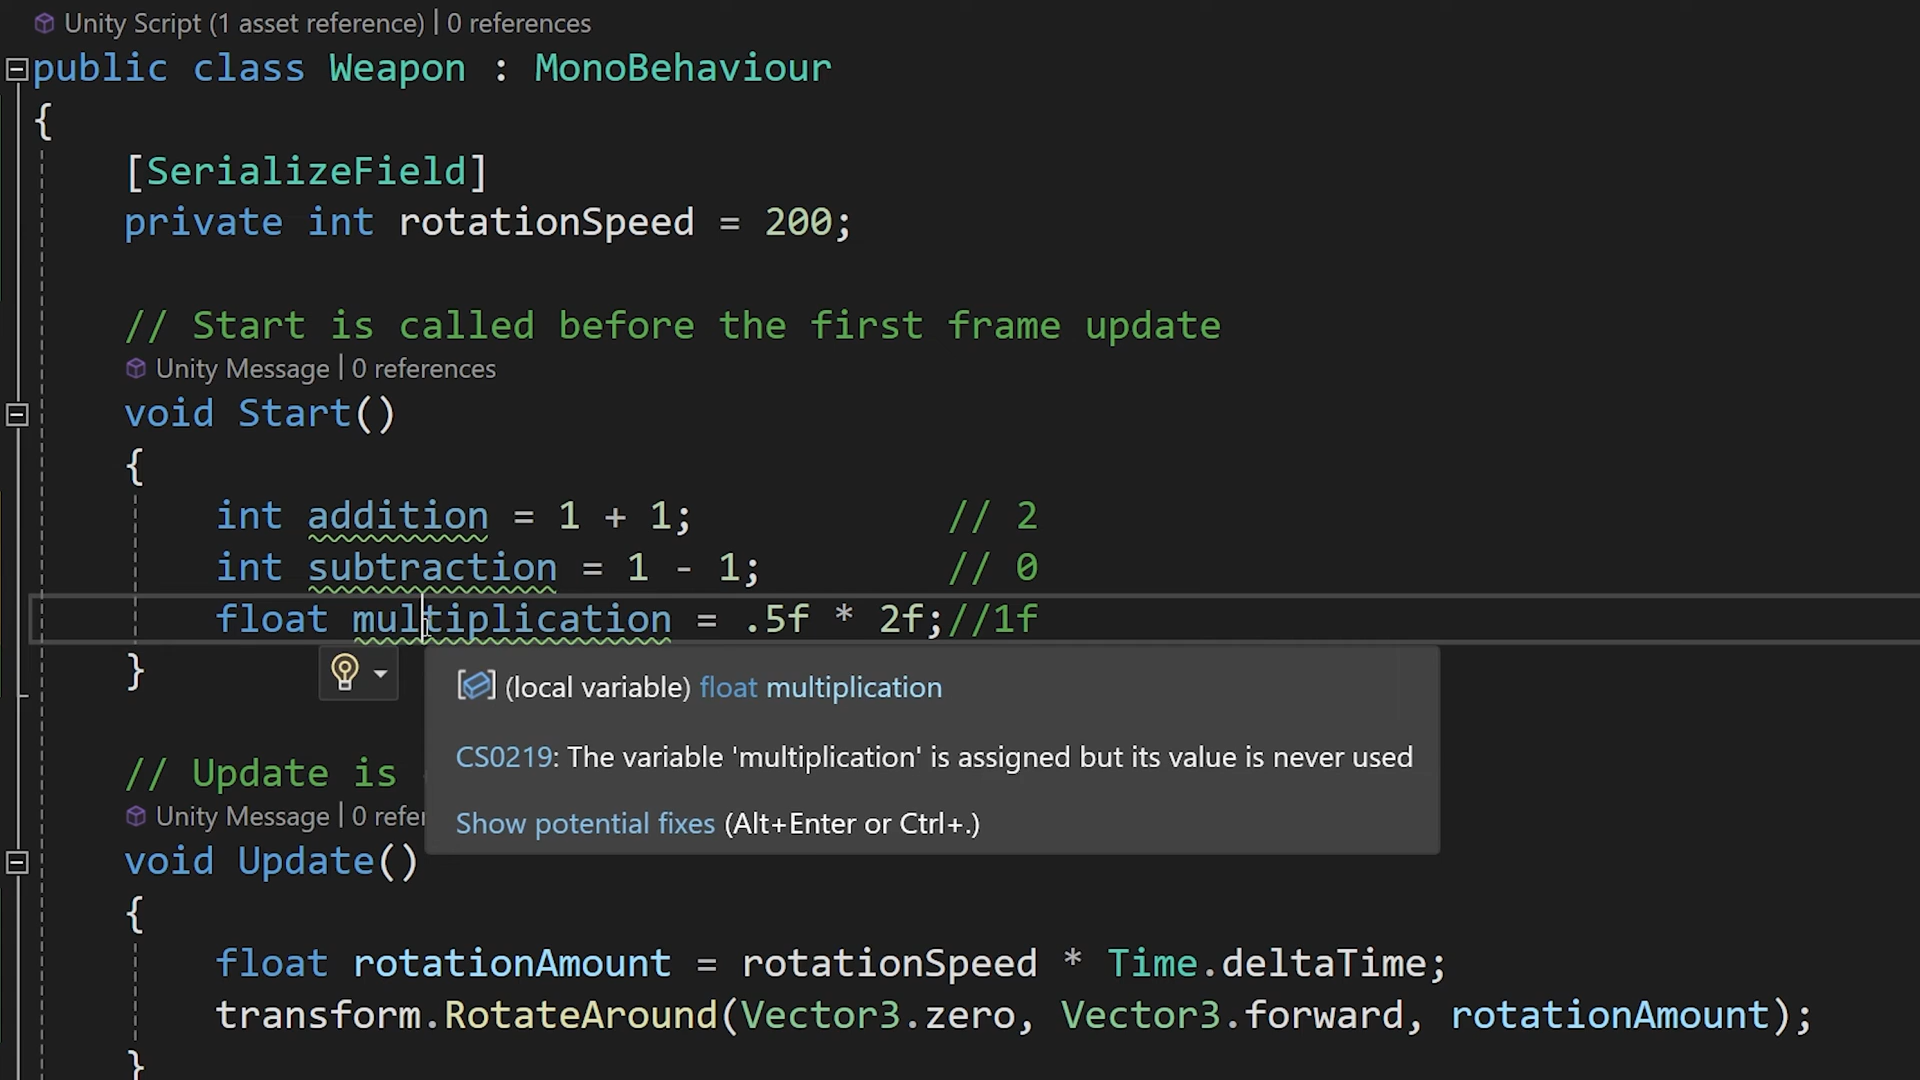 Unity Script (1 asset reference) | 0 references
public class Weapon : MonoBehaviour
{
[SerializeField]
private int rotationSpeed = 200;
// Start is called before the first frame update
Unity Message | 0 references
void Start()
{
int addition = 1 + 1; // 2
int subtraction = 1 - 1; // 0
float multiplication = .5f * 2f;//1f
}
(local variable) float multiplication
CS0219: The variable 'multiplication' is assigned but its value is never used
Show potential fixes (Alt+Enter or Ctrl+.)
// Update is
Unity Message | 0 refer
void Update()
{
float rotationAmount = rotationSpeed * Time.deltaTime;
transform.RotateAround(Vector3.zero, Vector3.forward, rotationAmount);
}